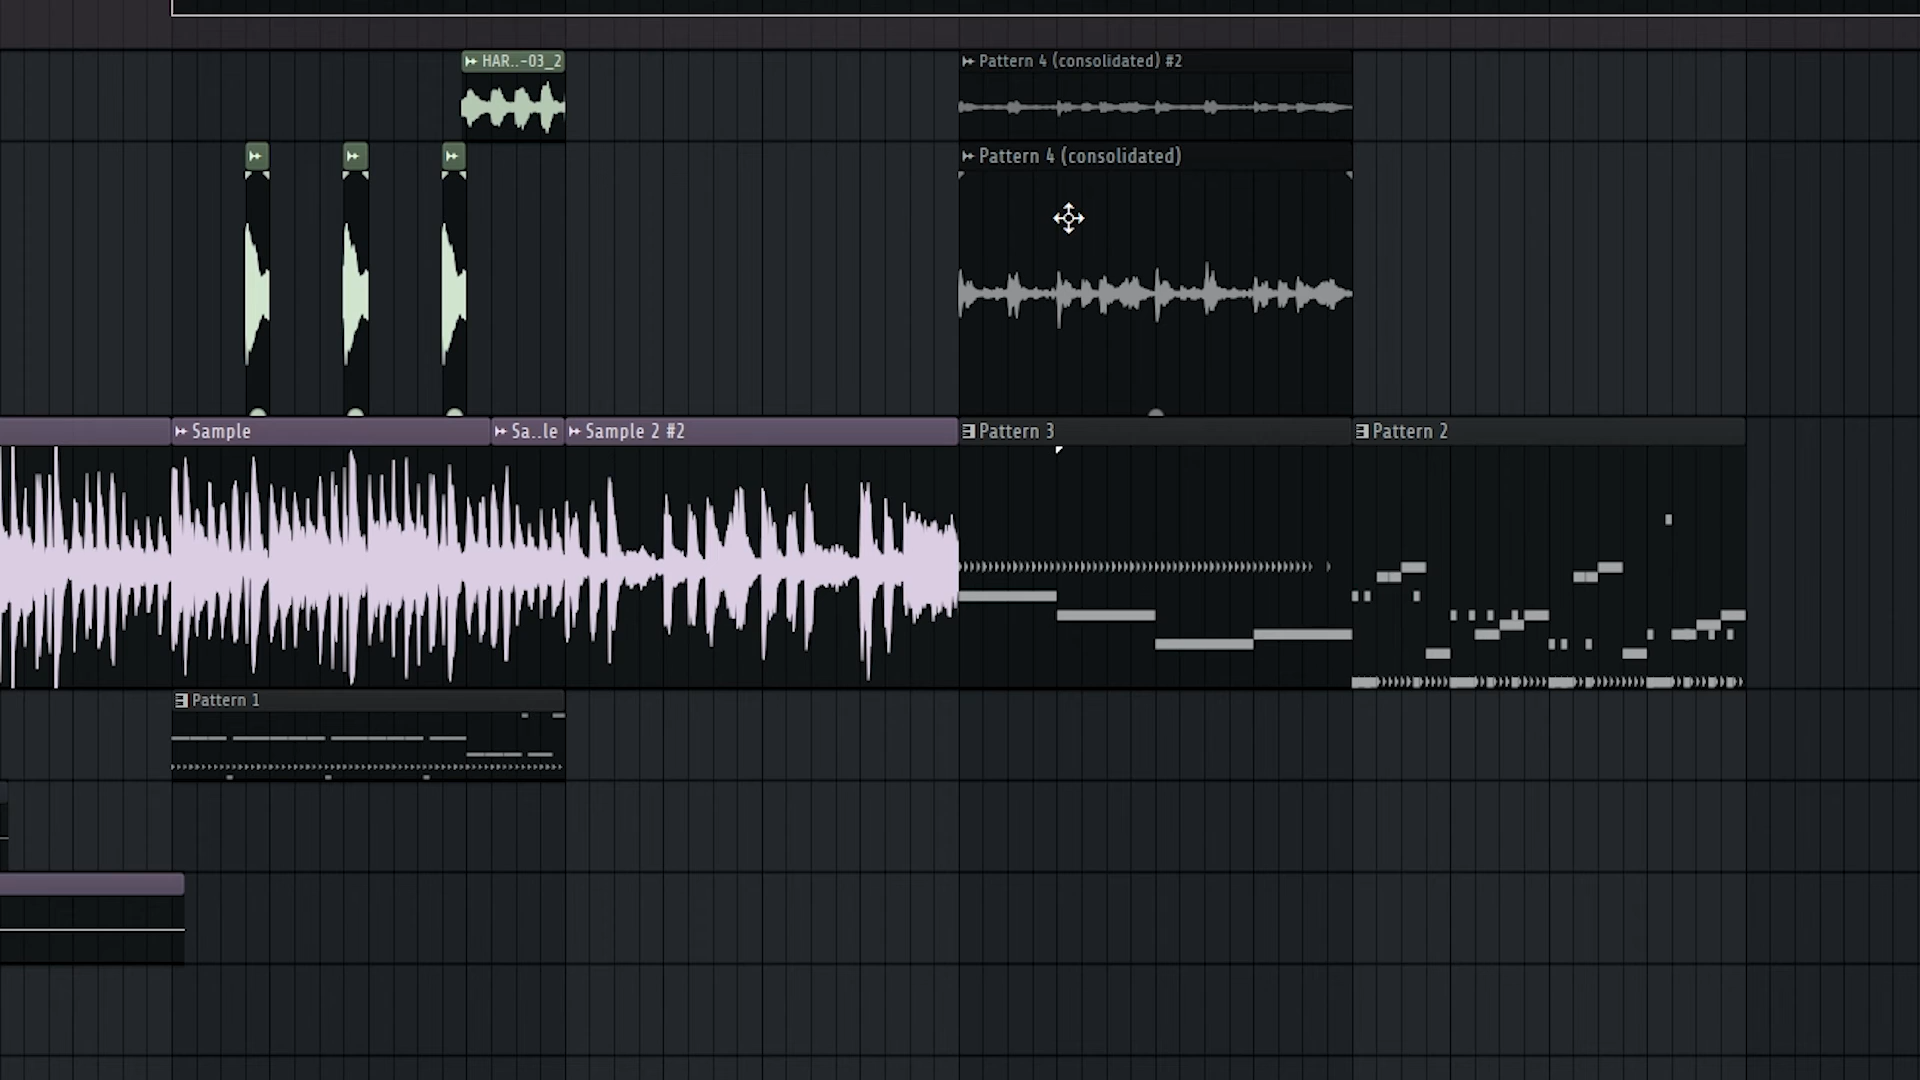 HAR..-03_2
Pattern 4 (consolidated) #2
Pattern 4 (consolidated)
Sample
Sa..le
Sample 2 #2
Pattern 3
Pattern 2
Pattern 1